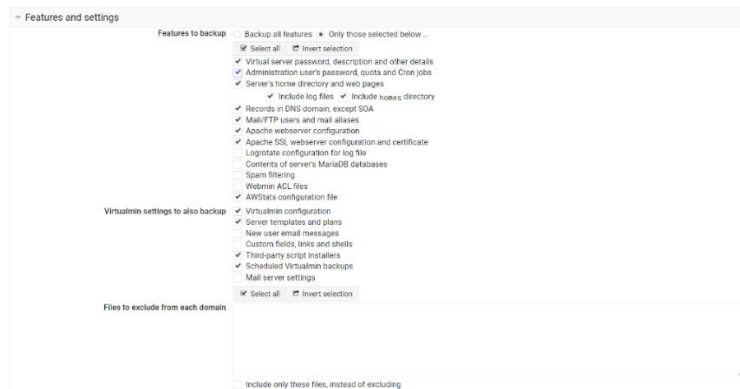 Features and settings
Features to backup Backup all features Only those selected below ..
Select all Invert selection
Virtual server password, description and other details
Administration user's password, quota and Cron jobs
Server's home directory and web pages
Include log files Include homes directory
Records in DNS domain, except SOA
Mail/FTP users and mail aliases
Apache webserver configuration
Apache SSL webserver configuration and certificate
Logrotate configuration for log file
Contents of server's MariaDB databases
Spam filtering
Webmin ACL files
AWStats configuration file
Virtualmin settings to also backup Virtualmin configuration
Server templates and plans
New user email messages
Custom fields, links and shells
Third-party script installers
Scheduled Virtualmin backups
Mail server settings
Select all Invert selection
Files to exclude from each domain
Include only these files, instead of excluding